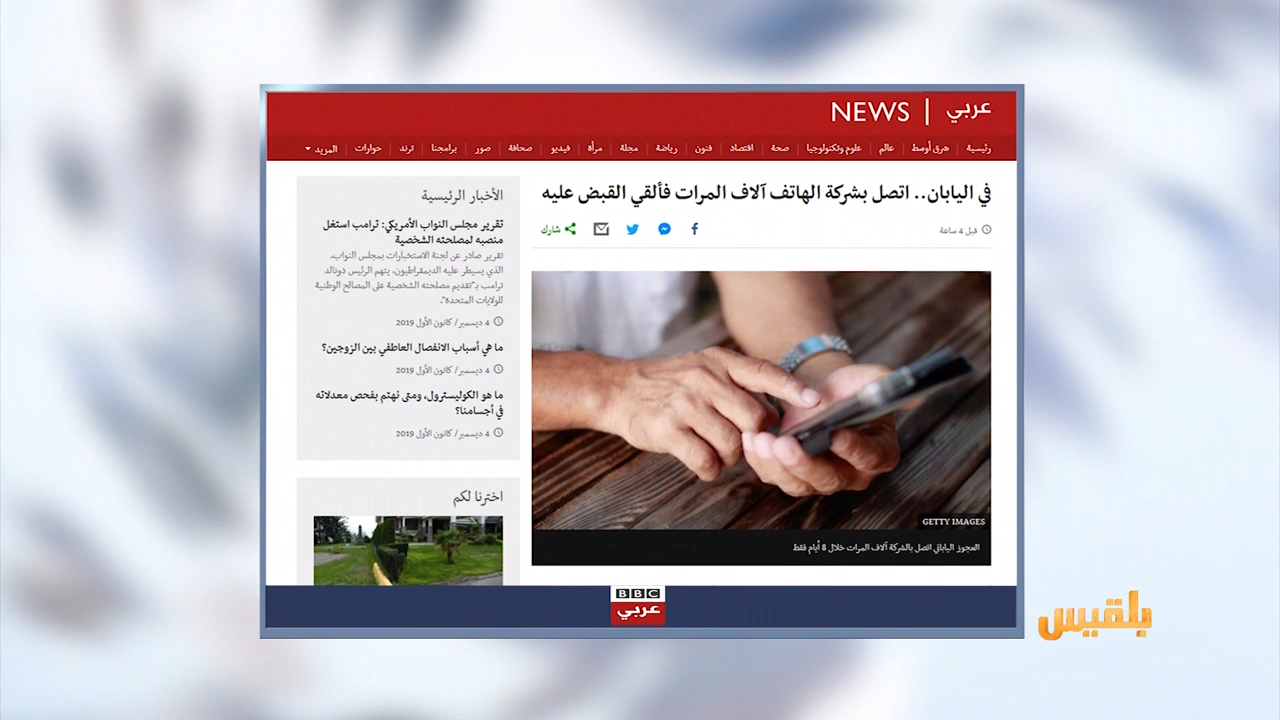 NEWS | عربي
رئيسية شرق أوسط عالم علوم وتكنولوجيا صحة اقتصاد فنون رياضة مجلة مرأة فيديو صحافة صور برامجنا ترند حوارات المزيد
في اليابان.. اتصل بشركة الهاتف آلاف المرات فألقي القبض عليه
قبل 4 ساعة
شارك
GETTY IMAGES
العجوز الياباني اتصل بالشركة آلاف المرات خلال 8 أيام فقط
الأخبار الرئيسية
تقرير مجلس النواب الأمريكي: ترامب استغل
منصبه لمصلحته الشخصية
تقرير صادر عن لجنة الاستخبارات بمجلس النواب،
الذي يسيطر عليه الديمقراطيون، يتهم الرئيس دونالد
ترامب بـ"تقديم مصلحته الشخصية على المصالح الوطنية
للولايات المتحدة".
4 ديسمبر/ كانون الأول 2019
ما هي أسباب الانفصال العاطفي بين الزوجين؟
4 ديسمبر/ كانون الأول 2019
ما هو الكوليسترول، ومتى نهتم بفحص معدلاته
في أجسامنا؟
4 ديسمبر/ كانون الأول 2019
اخترنا لكم
BBC
عربي
بلقيس